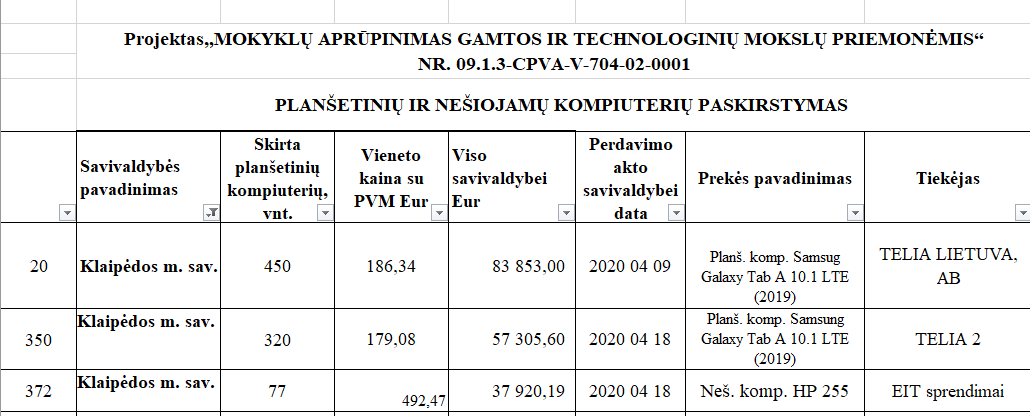 Projektas„MOKYKLŲ APRŪPINIMAS GAMTOS IR TECHNOLOGINIŲ MOKSLŲ PRIEMONĖMIS“
NR. 09.1.3-CPVA-V-704-02-0001
PLANŠETINIŲ IR NEŠIOJAMŲ KOMPIUTERIŲ PASKIRSTYMAS
Savivaldybės
pavadinimas
Skirta
planšetinių
kompiuterių,
vnt.
Vieneto
kaina su
PVM Eur
Viso
savivaldybei
Eur
Perdavimo
akto
savivaldybei
data
Prekės pavadinimas
Tiekėjas
20
Klaipėdos m. sav.
450
186,34
83 853,00
2020 04 09
Planš. komp. Samsug
Galaxy Tab A 10.1 LTE
(2019)
TELIA LIETUVA,
AB
350
Klaipėdos m. sav.
320
179,08
57 305,60
2020 04 18
Planš. komp. Samsung
Galaxy Tab A 10.1 LTE
(2019)
TELIA 2
372
Klaipėdos m. sav.
77
492,47
37 920,19
2020 04 18
Neš. komp. HP 255
EIT sprendimai